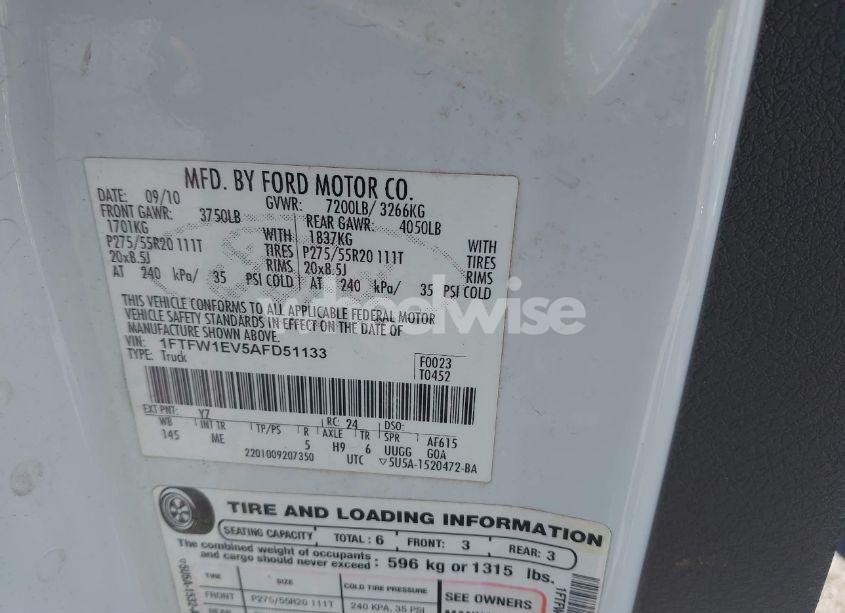 MFD. BY FORD MOTOR CO.
DATE: 09/10 GVWR: 7200LB/ 3266KG
FRONT GAWR: 3750LB REAR GAWR: 4050LB
1701KG WITH 1837KG WITH
P275/55R20 111T TIRES P275/55R20 111T TIRES
20x8.5J RIMS 20x8.5J RIMS
AT 240 kPa/ 35 PSI COLD AT 240 kPa/ 35 PSI COLD
THIS VEHICLE CONFORMS TO ALL APPLICABLE FEDERAL MOTOR
VEHICLE SAFETY STANDARDS IN EFFECT ON THE DATE OF
MANUFACTURE SHOWN ABOVE.
VIN: 1FTFW1EV5AFD51133
TYPE: Truck
F0023
T0452
EXT PNT: YZ RC: 24 DSO:
WB INT TR TP/PS R AXLE TR SPR AF615
145 ME 5 H9 6 UUGG GOA
2201009207350 UTC ▽5U5A-1520472-BA
wheelwise
TIRE AND LOADING INFORMATION
SEATING CAPACITY TOTAL: 6 FRONT: 3 REAR: 3
The combined weight of occupants
and cargo should never exceed: 596 kg or 1315 lbs.
TIRE SIZE COLD TIRE PRESSURE SEE OWNERS
FRONT P275/55R20 111T 240 KPA, 35 PSI